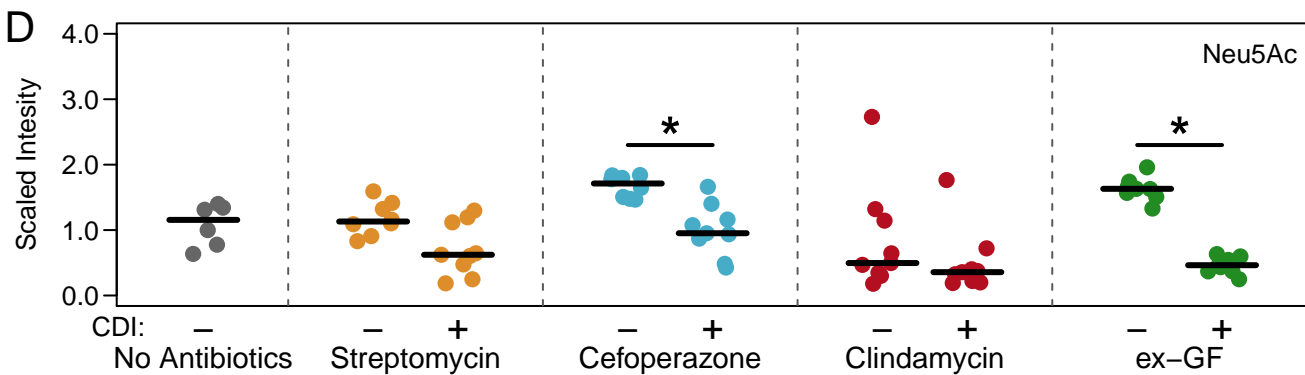 D
Scaled Intesity
4.0
3.0
2.0
1.0
0.0
Neu5Ac
*
*
CDI: − − + − + − + − +
No Antibiotics Streptomycin Cefoperazone Clindamycin ex−GF